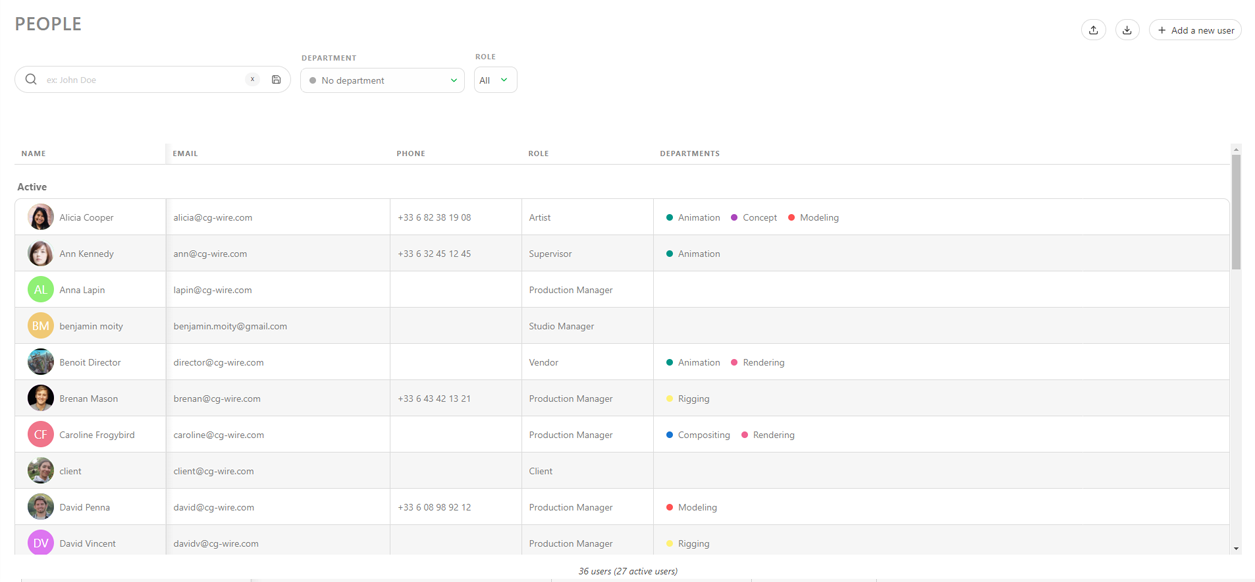 PEOPLE
Add a new user
DEPARTMENT
ROLE
ex: John Doe
x
No department
All
NAME EMAIL PHONE ROLE DEPARTMENTS
Active
Alicia Cooper alicia@cg-wire.com +33 6 82 38 19 08 Artist Animation Concept Modeling
Ann Kennedy ann@cg-wire.com +33 6 32 45 12 45 Supervisor Animation
AL Anna Lapin lapin@cg-wire.com Production Manager
BM benjamin moity benjamin.moity@gmail.com Studio Manager
Benoit Director director@cg-wire.com Vendor Animation Rendering
Brenan Mason brenan@cg-wire.com +33 6 43 42 13 21 Production Manager Rigging
CF Caroline Frogybird caroline@cg-wire.com Production Manager Compositing Rendering
client client@cg-wire.com Client
David Penna david@cg-wire.com +33 6 08 98 92 12 Production Manager Modeling
DV David Vincent davidv@cg-wire.com Production Manager Rigging
36 users (27 active users)